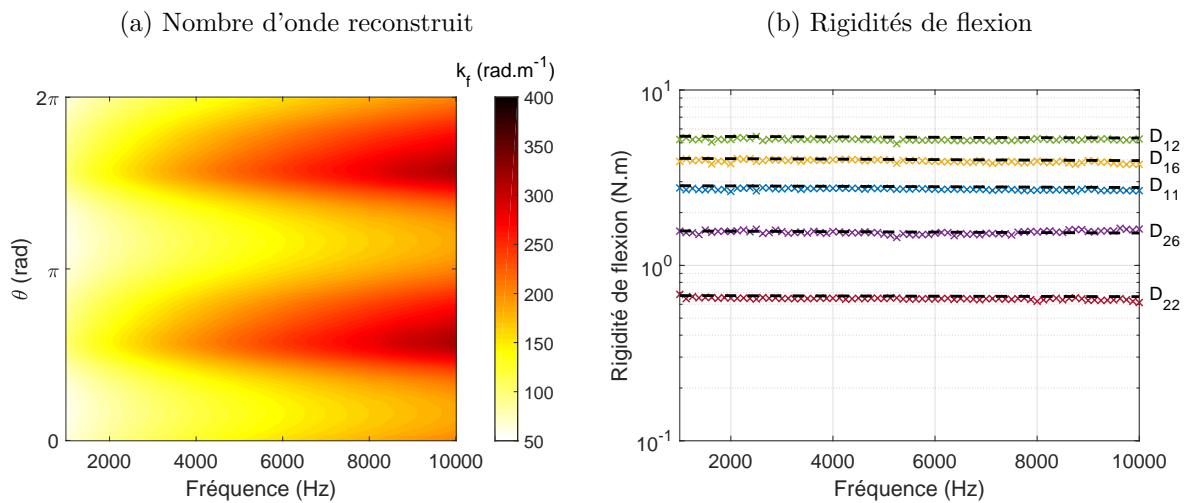 (a) Nombre d'onde reconstruit
k_f (rad.m^-1)
2π
π
0
θ (rad)
2000 4000 6000 8000 10000
Fréquence (Hz)
400
350
300
250
200
150
100
50
(b) Rigidités de flexion
10^1
10^0
10^-1
Rigidité de flexion (N.m)
D_12
D_16
D_11
D_26
D_22
2000 4000 6000 8000 10000
Fréquence (Hz)